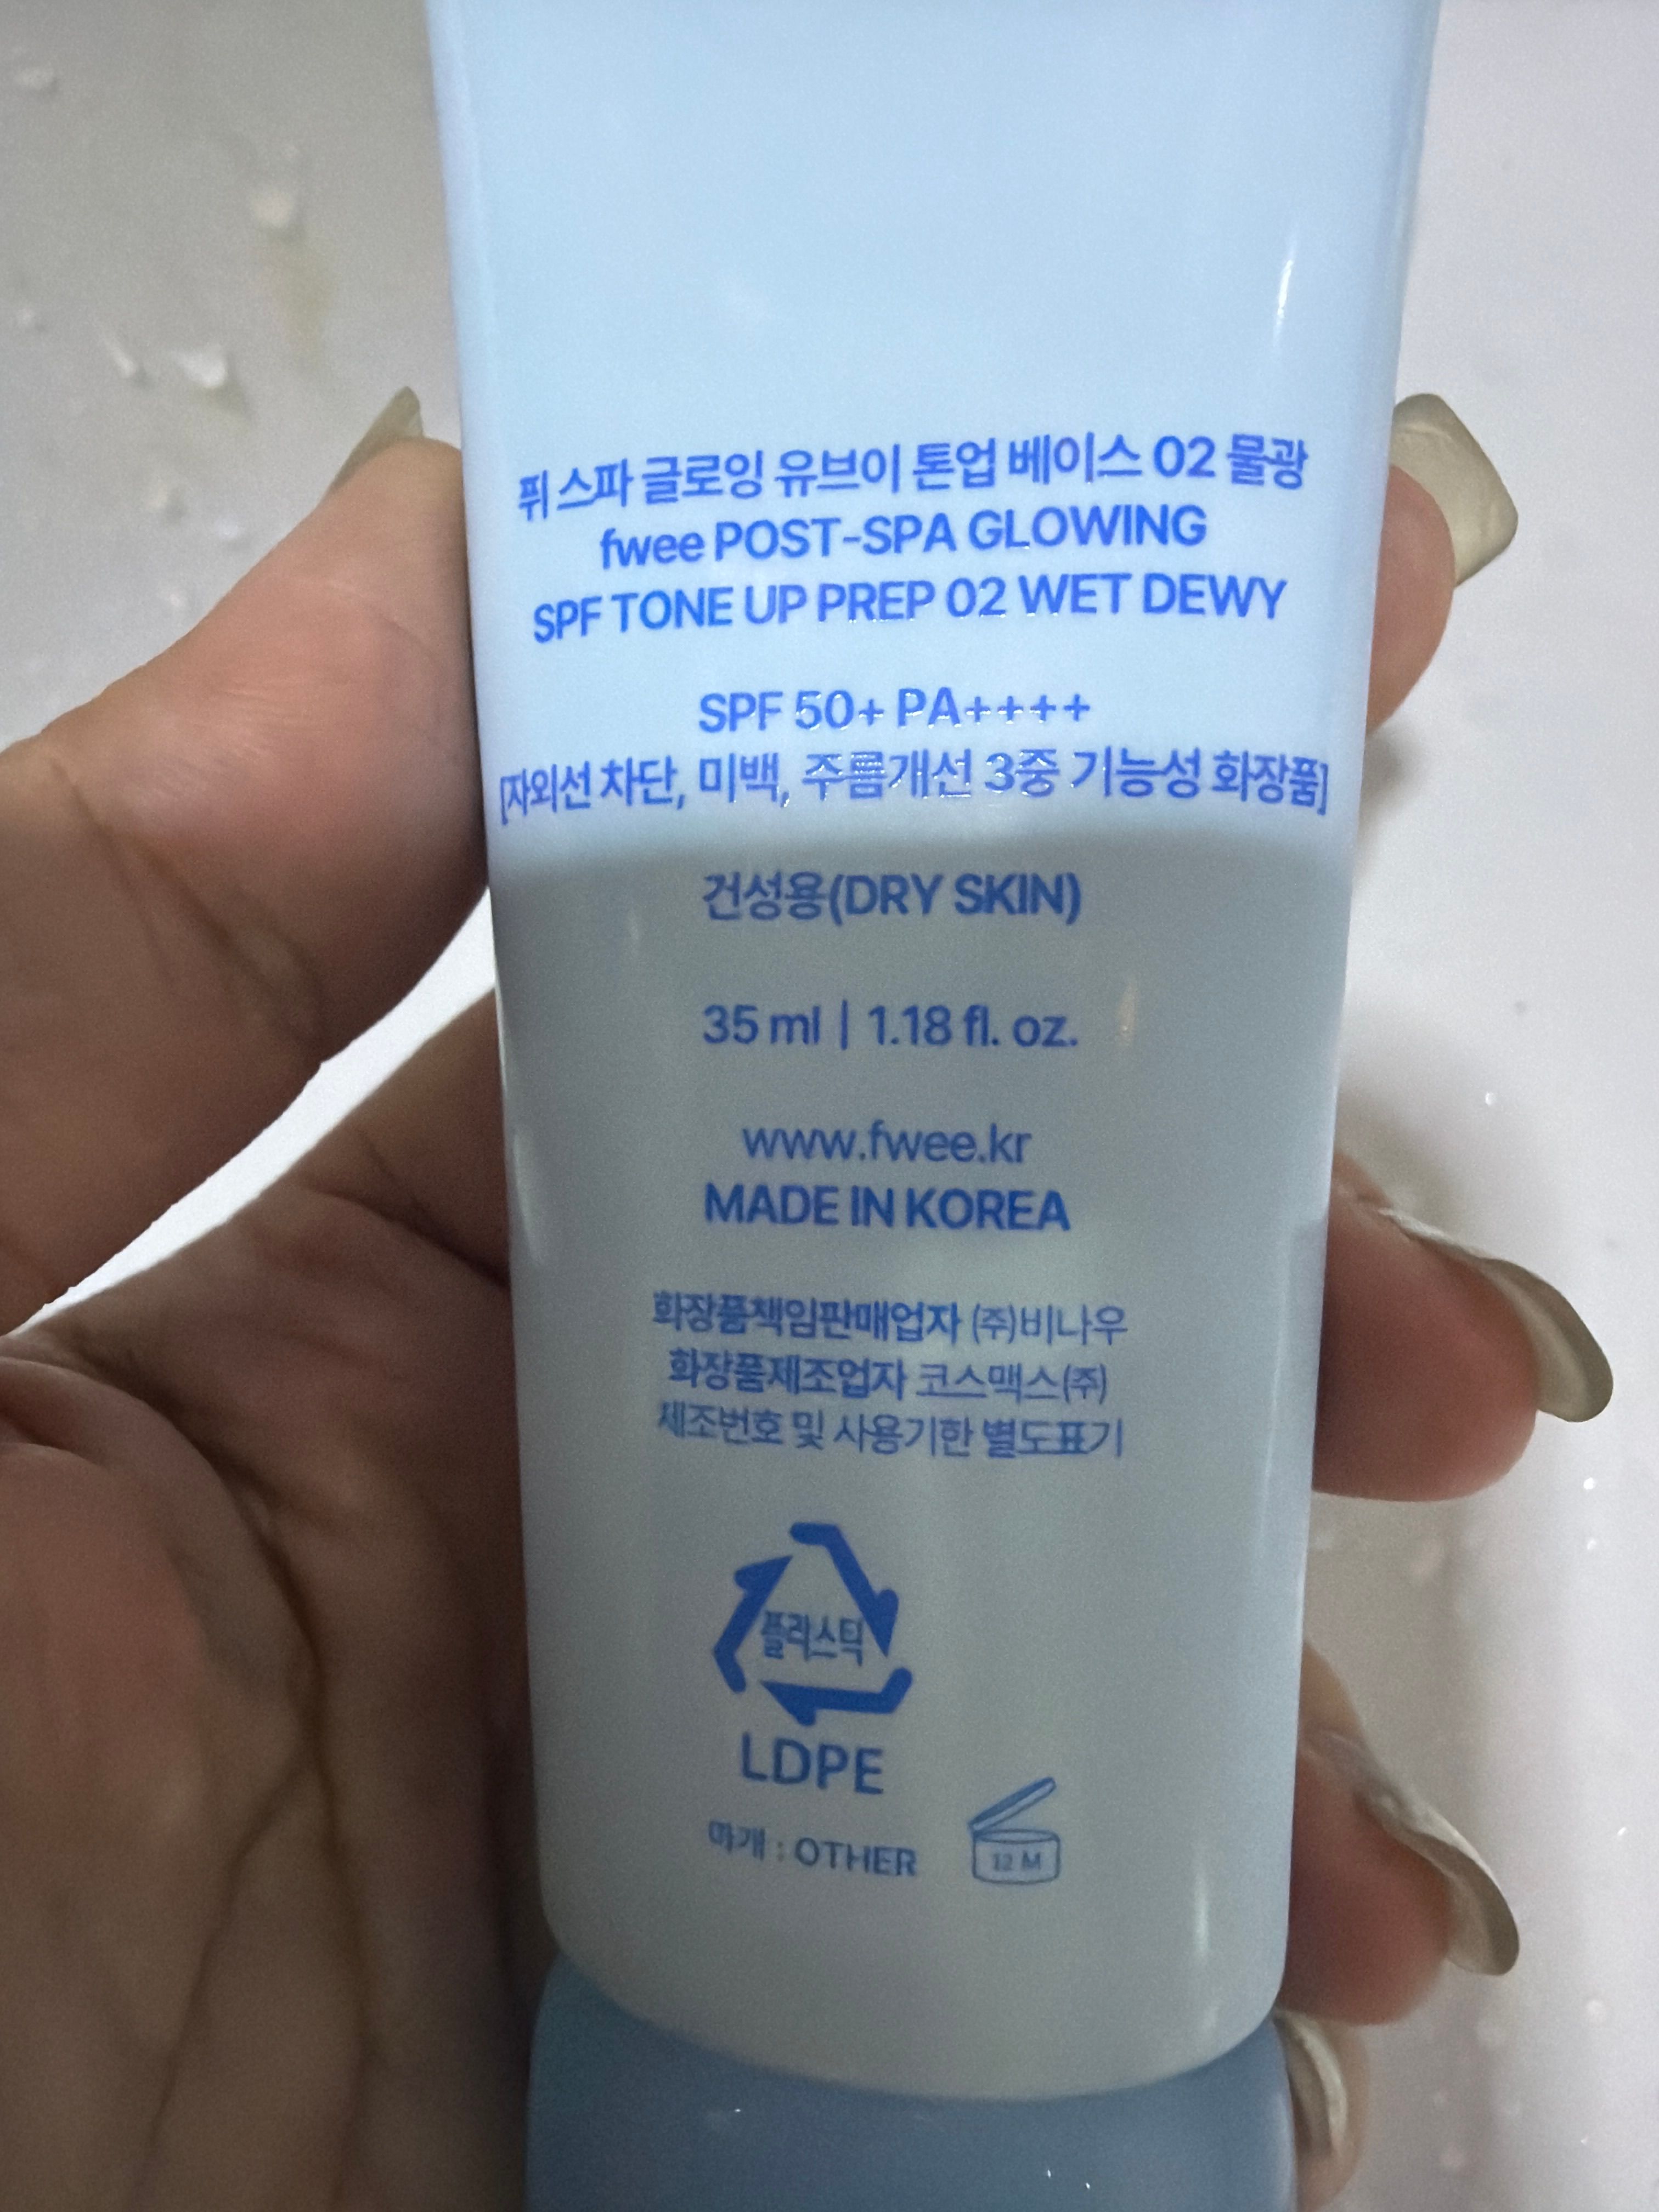 퓌 스파 글로잉 유브이 톤업 베이스 02 물광
fwee POST-SPA GLOWING
SPF TONE UP PREP 02 WET DEWY
SPF 50+ PA++++
[자외선 차단, 미백, 주름개선 3중 기능성 화장품]
건성용(DRY SKIN)
35 ml | 1.18 fl. oz.
www.fwee.kr
MADE IN KOREA
화장품책임판매업자 (주)비나우
화장품제조업자 코스맥스(주)
제조번호 및 사용기한 별도표기
플라스틱
LDPE
마개 : OTHER
12 M